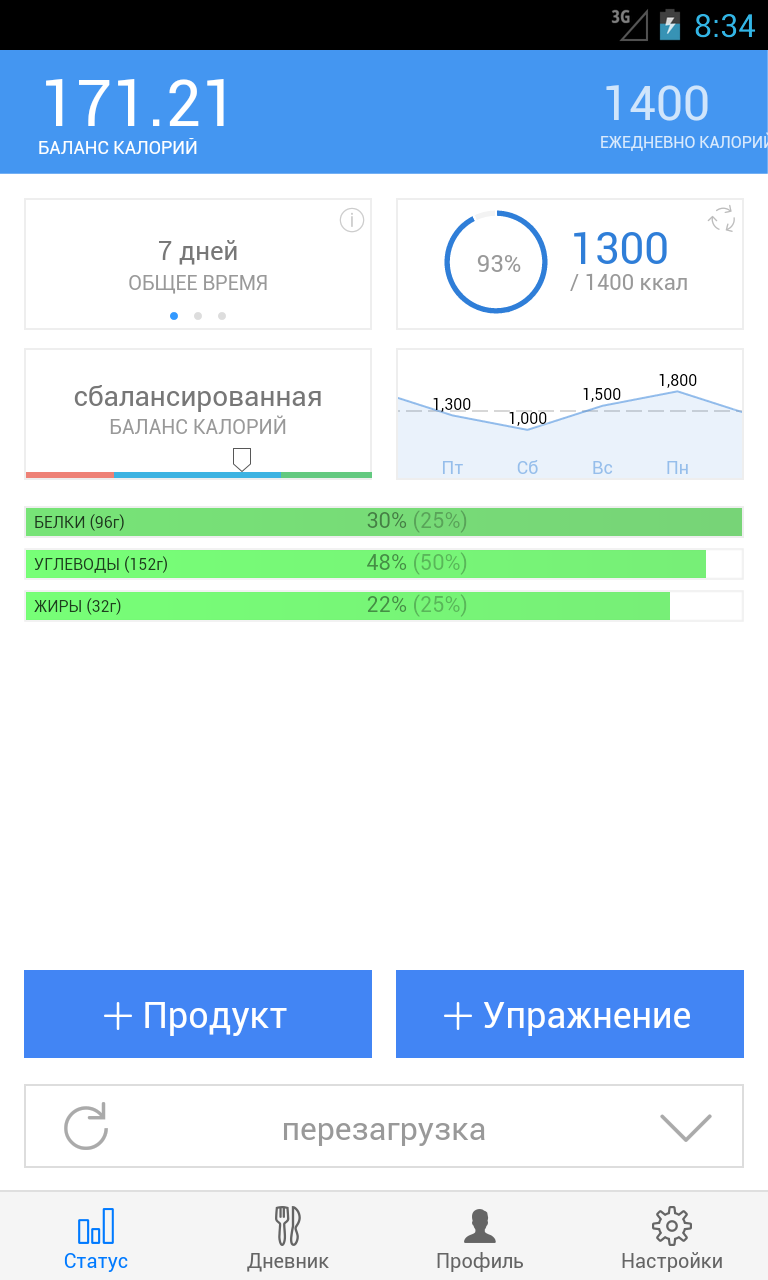 3G 8:34
171.21
БАЛАНС КАЛОРИЙ
1400
ЕЖЕДНЕВНО КАЛОРИЙ
7 дней
ОБЩЕЕ ВРЕМЯ
93%
1300
/ 1400 ккал
сбалансированная
БАЛАНС КАЛОРИЙ
1,300 1,000 1,500 1,800
Пт Сб Вс Пн
БЕЛКИ (96г) 30% (25%)
УГЛЕВОДЫ (152г) 48% (50%)
ЖИРЫ (32г) 22% (25%)
+ Продукт
+ Упражнение
перезагрузка
Статус Дневник Профиль Настройки